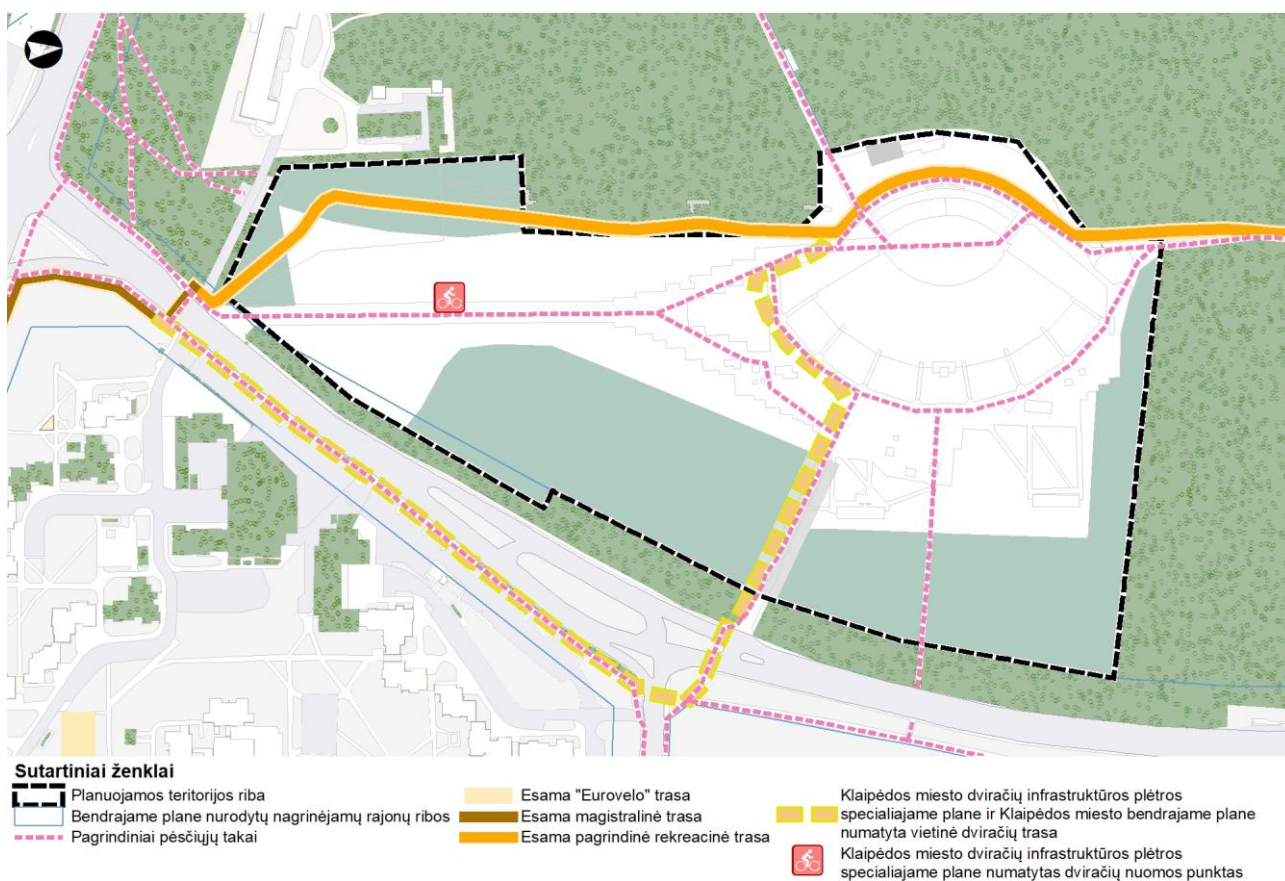 Sutartiniai ženklai
Planuojamos teritorijos riba
Bendrajame plane nurodytų nagrinėjamų rajonų ribos
Pagrindiniai pėsčiųjų takai
Esama "Eurovelo" trasa
Esama magistralinė trasa
Esama pagrindinė rekreacinė trasa
Klaipėdos miesto dviračių infrastruktūros plėtros
specialiajame plane ir Klaipėdos miesto bendrajame plane
numatyta vietinė dviračių trasa
Klaipėdos miesto dviračių infrastruktūros plėtros
specialiajame plane numatytas dviračių nuomos punktas